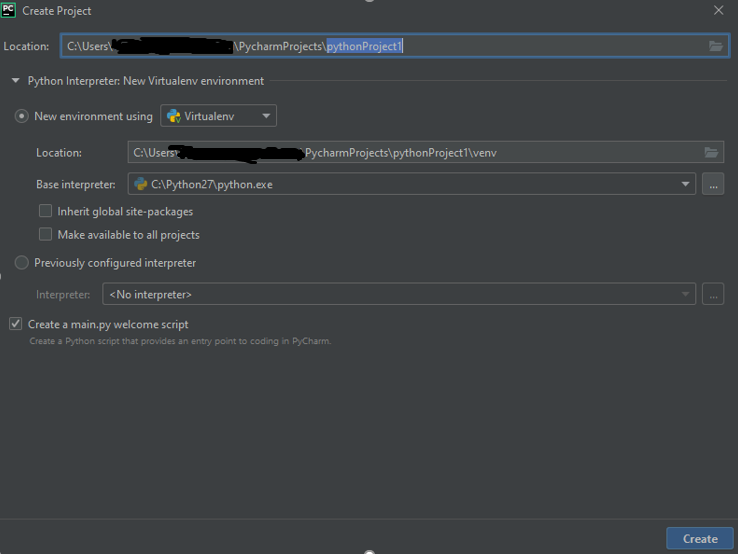 PC Create Project
Location: C:\Users\ \PycharmProjects\pythonProject1
Python Interpreter: New Virtualenv environment
New environment using Virtualenv
Location: C:\Users\ PycharmProjects\pythonProject1\venv
Base interpreter: C:\Python27\python.exe ...
Inherit global site-packages
Make available to all projects
Previously configured interpreter
Interpreter: <No interpreter> ...
Create a main.py welcome script
Create a Python script that provides an entry point to coding in PyCharm.
Create